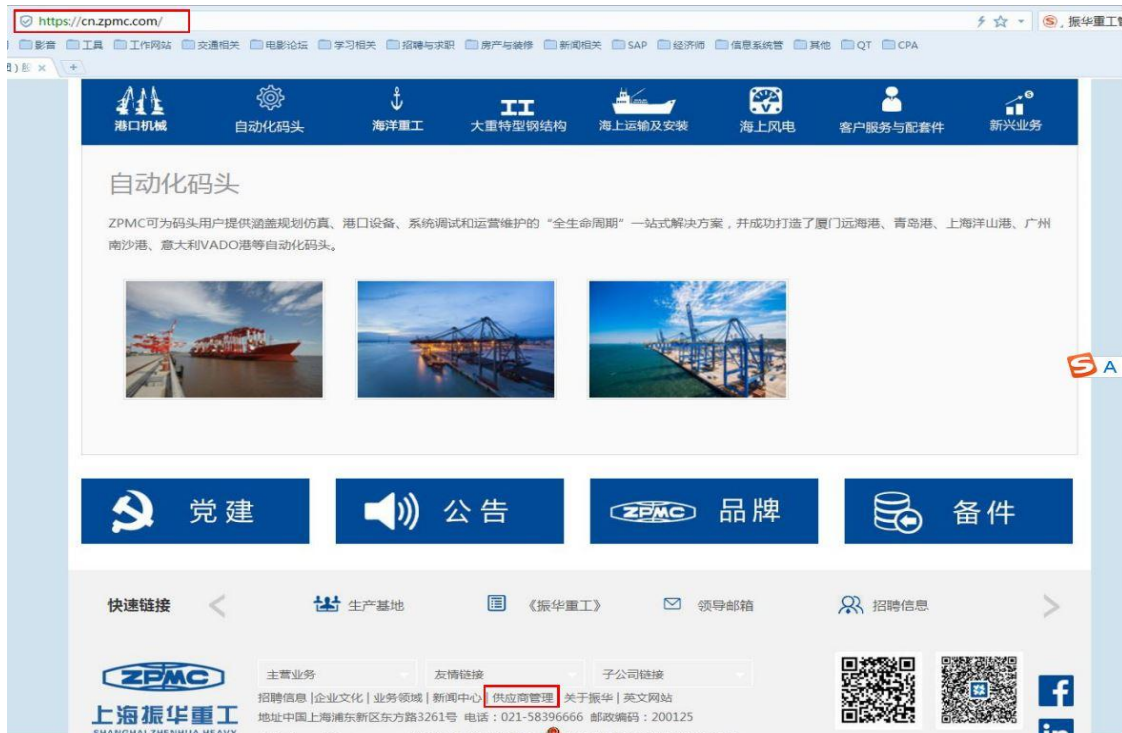 https://cn.zpmc.com/
振华重工
影音 工具 工作网站 交通相关 电影论坛 学习相关 招聘与求职 房产与装修 新闻相关 SAP 经济师 信息系统管 其他 QT CPA
港口机械 自动化码头 海洋重工 大重特型钢结构 海上运输及安装 海上风电 客户服务与配套件 新兴业务
自动化码头
ZPMC可为码头用户提供涵盖规划仿真、港口设备、系统调试和运营维护的“全生命周期”一站式解决方案，并成功打造了厦门远海港、青岛港、上海洋山港、广州
南沙港、意大利VADO港等自动化码头。
A
党建 公告 ZPMC 品牌 备件
快速链接 < 生产基地 《振华重工》 领导邮箱 招聘信息 >
ZPMC
上海振华重工
SHANGHAI ZHENHUA HEAVY
主营业务 友情链接 子公司链接
招聘信息 |企业文化 | 业务领域 | 新闻中心 | 供应商管理 关于振华 | 英文网站
地址中国上海浦东新区东方路3261号 电话：021-58396666 邮政编码：200125
f
in